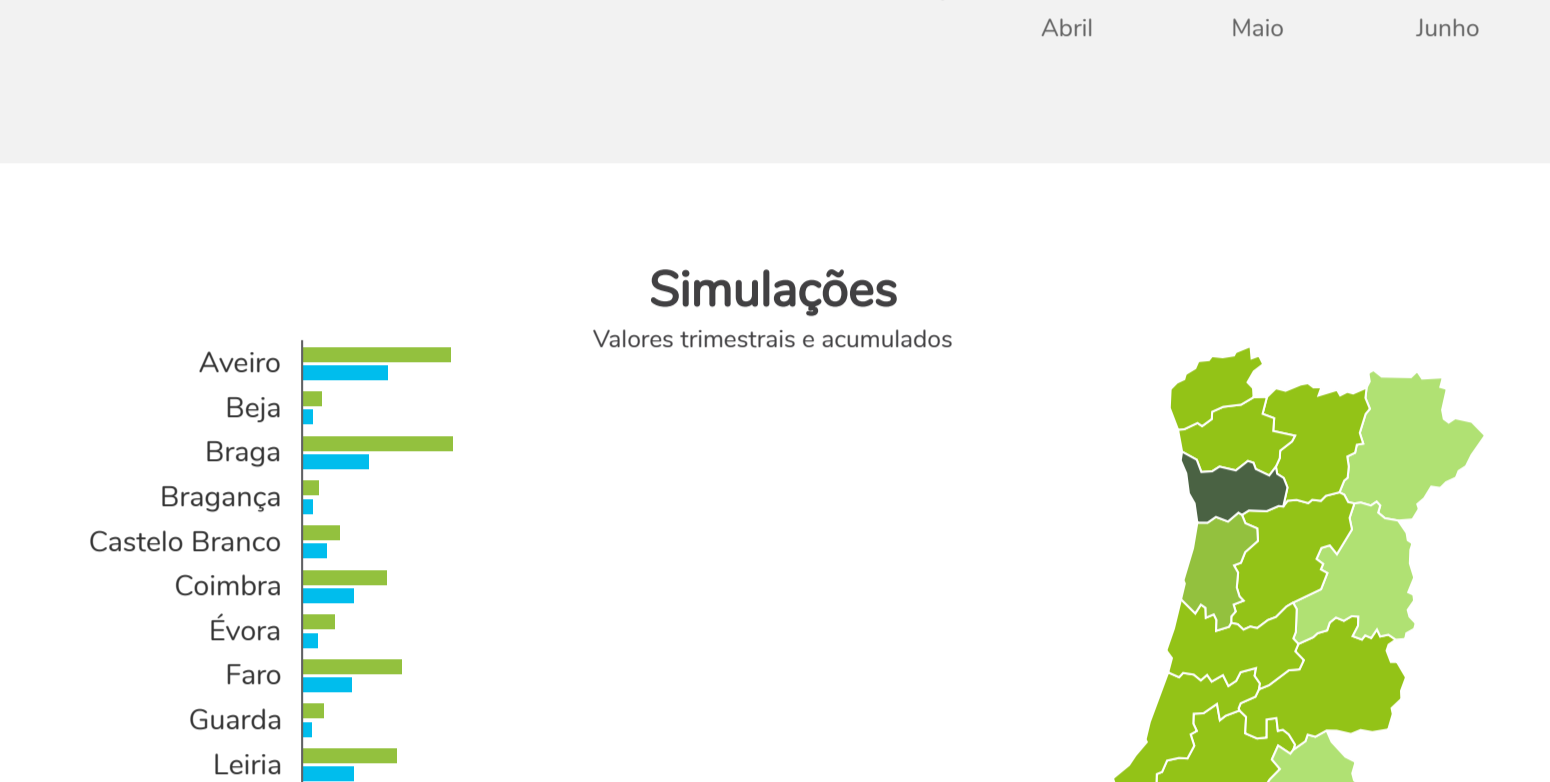 Abril Maio Junho
Simulações
Valores trimestrais e acumulados
Aveiro
Beja
Braga
Bragança
Castelo Branco
Coimbra
Évora
Faro
Guarda
Leiria